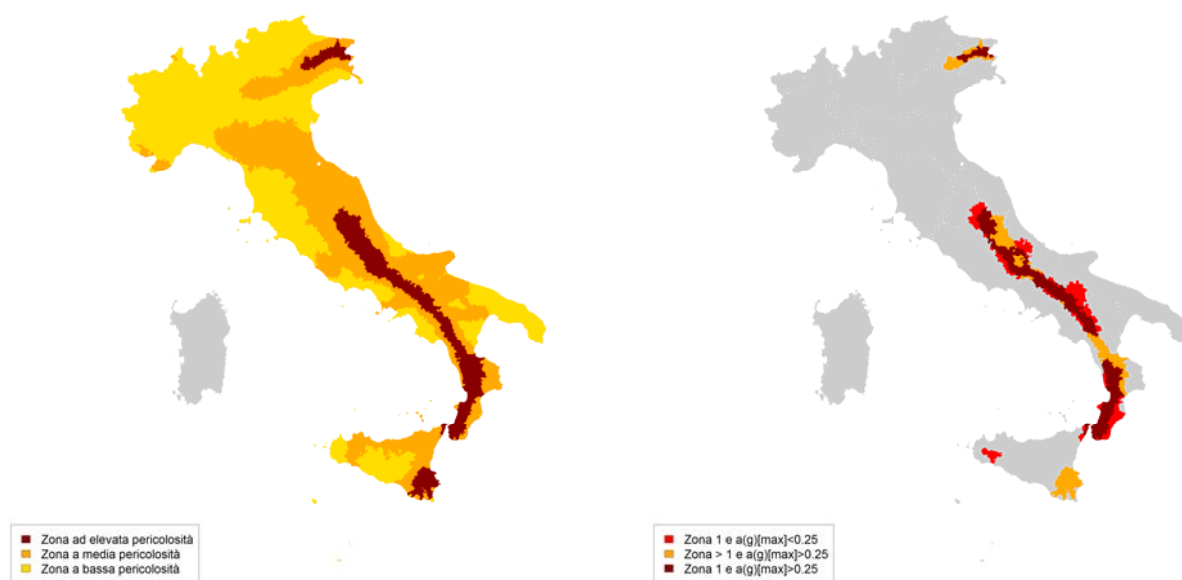 Zona ad elevata pericolosità
Zona a media pericolosità
Zona a bassa pericolosità
Zona 1 e a(g)[max]<0.25
Zona > 1 e a(g)[max]>0.25
Zona 1 e a(g)[max]>0.25